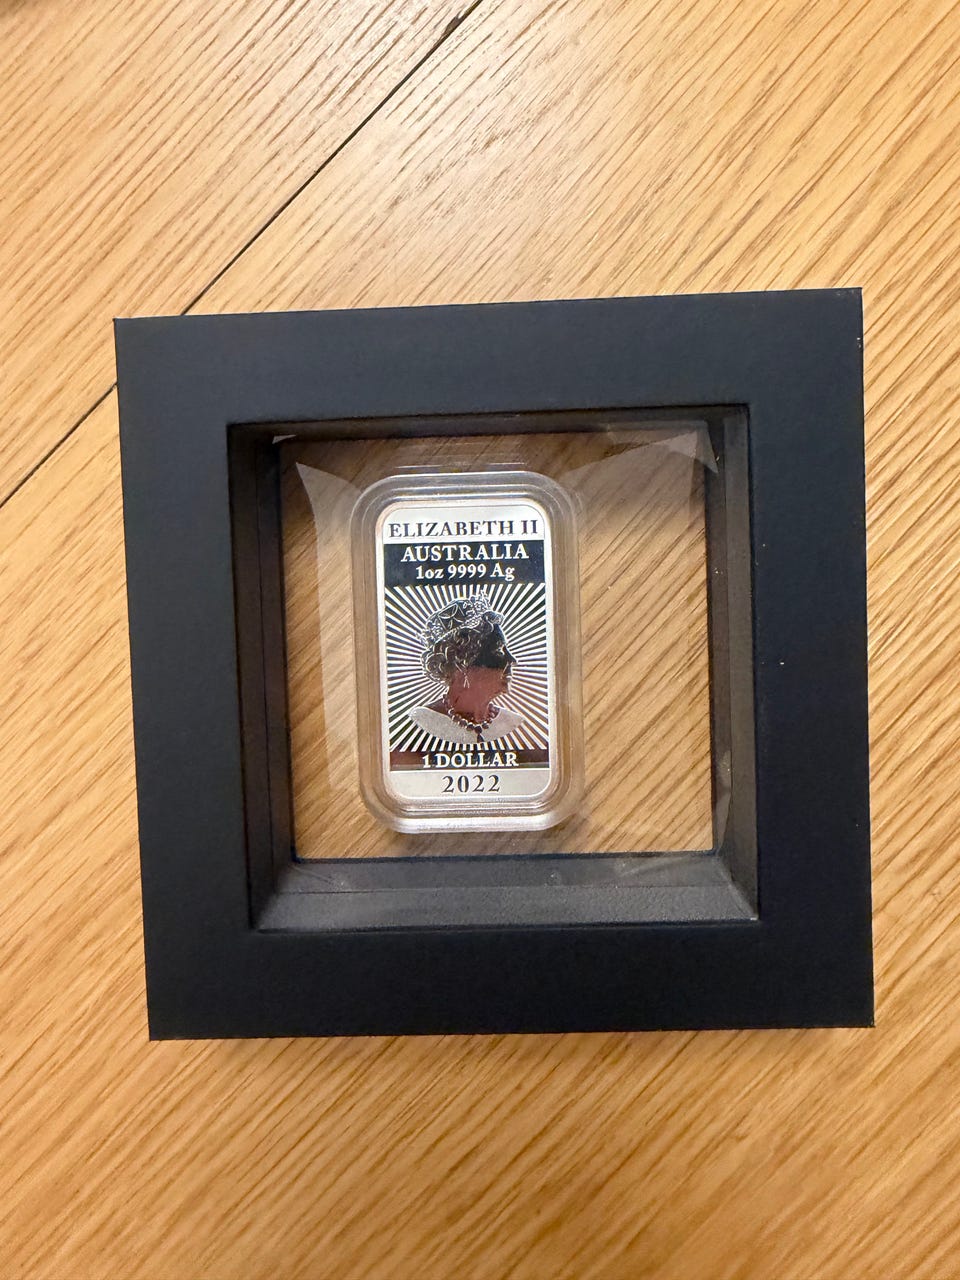 ELIZABETH II
AUSTRALIA
1oz 9999 Ag
1 DOLLAR
2022